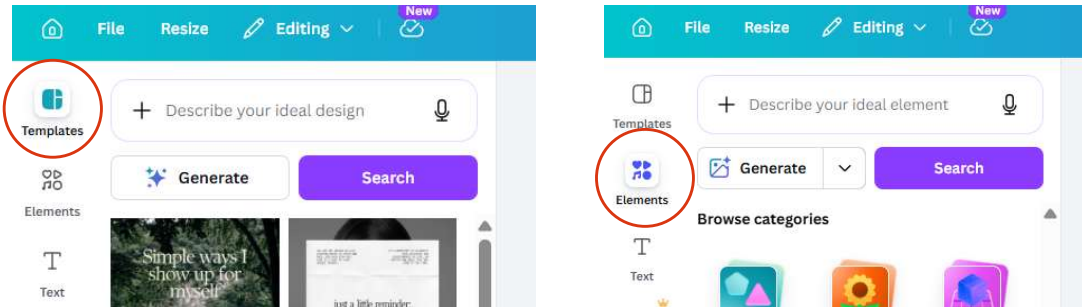 New
File Resize Editing
Templates
Describe your ideal design
Generate Search
Elements
Simple ways I
show up for
myself
just a little reminder:
Text
New
File Resize Editing
Templates
Describe your ideal element
Generate Search
Elements
Browse categories
Text